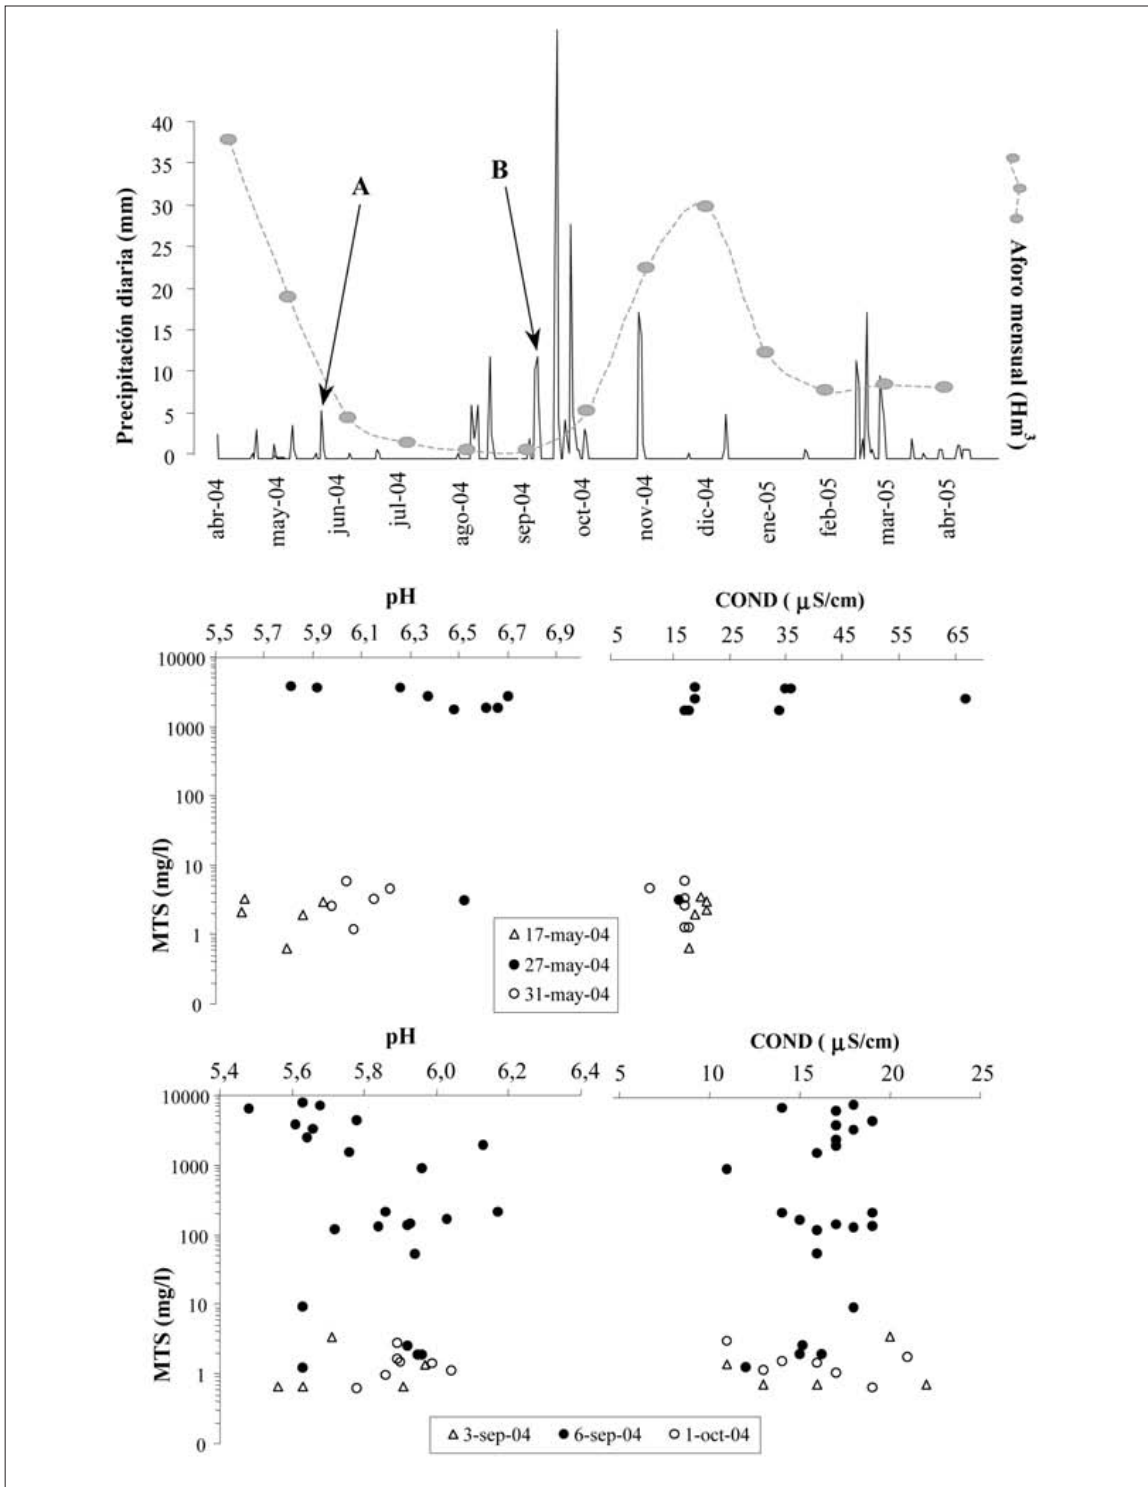 40
35
30
25
20
15
10
5
0
Precipitación diaria (mm)
A
B
Aforo mensual (Hm³)
abr-04
may-04
jun-04
jul-04
ago-04
sep-04
oct-04
nov-04
dic-04
ene-05
feb-05
mar-05
abr-05
pH
5,5 5,7 5,9 6,1 6,3 6,5 6,7 6,9
COND ( μS/cm)
5 15 25 35 45 55 65
10000
1000
100
10
1
0
MTS (mg/l)
17-may-04
27-may-04
31-may-04
pH
5,4 5,6 5,8 6,0 6,2 6,4
COND ( μS/cm)
5 10 15 20 25
10000
1000
100
10
1
0
MTS (mg/l)
3-sep-04 6-sep-04 1-oct-04